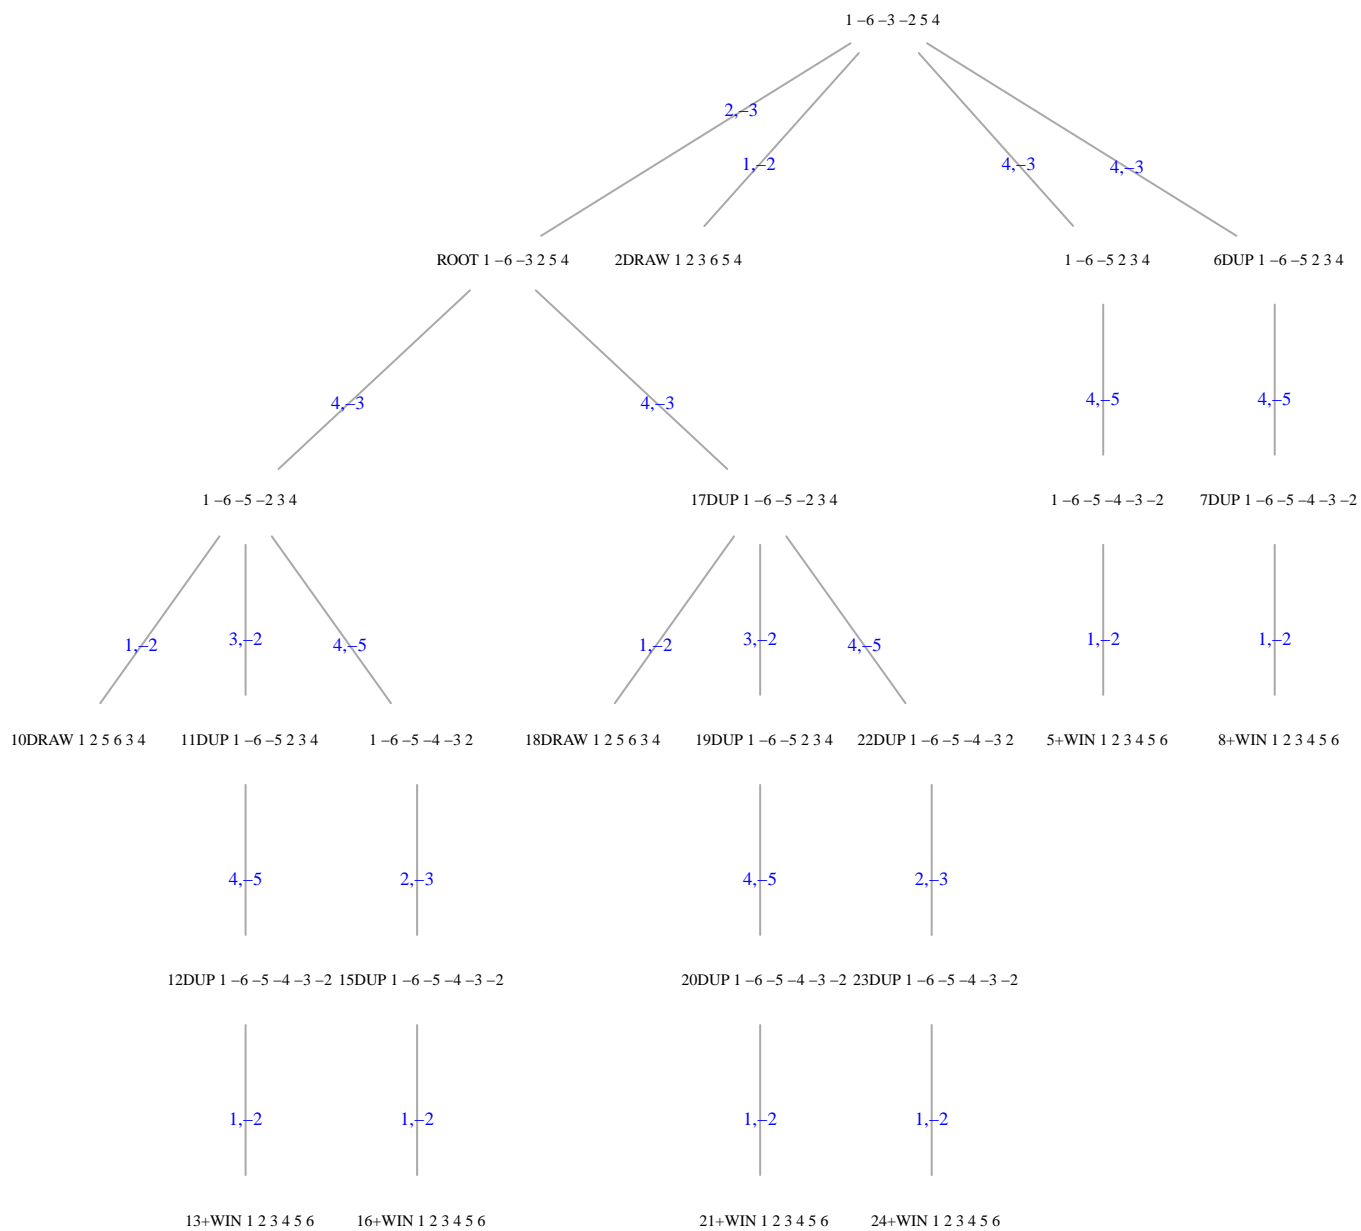 1 –6 –3 –2 5 4
2,–3
1,–2
4,–3
4,–3
ROOT 1 –6 –3 2 5 4
2DRAW 1 2 3 6 5 4
1 –6 –5 2 3 4
6DUP 1 –6 –5 2 3 4
4,–3
4,–3
4,–5
4,–5
1 –6 –5 –2 3 4
17DUP 1 –6 –5 –2 3 4
1 –6 –5 –4 –3 –2
7DUP 1 –6 –5 –4 –3 –2
1,–2
3,–2
4,–5
1,–2
3,–2
4,–5
1,–2
1,–2
10DRAW 1 2 5 6 3 4
11DUP 1 –6 –5 2 3 4
1 –6 –5 –4 –3 2
18DRAW 1 2 5 6 3 4
19DUP 1 –6 –5 2 3 4
22DUP 1 –6 –5 –4 –3 2
5+WIN 1 2 3 4 5 6
8+WIN 1 2 3 4 5 6
4,–5
2,–3
4,–5
2,–3
12DUP 1 –6 –5 –4 –3 –2
15DUP 1 –6 –5 –4 –3 –2
20DUP 1 –6 –5 –4 –3 –2
23DUP 1 –6 –5 –4 –3 –2
1,–2
1,–2
1,–2
1,–2
13+WIN 1 2 3 4 5 6
16+WIN 1 2 3 4 5 6
21+WIN 1 2 3 4 5 6
24+WIN 1 2 3 4 5 6